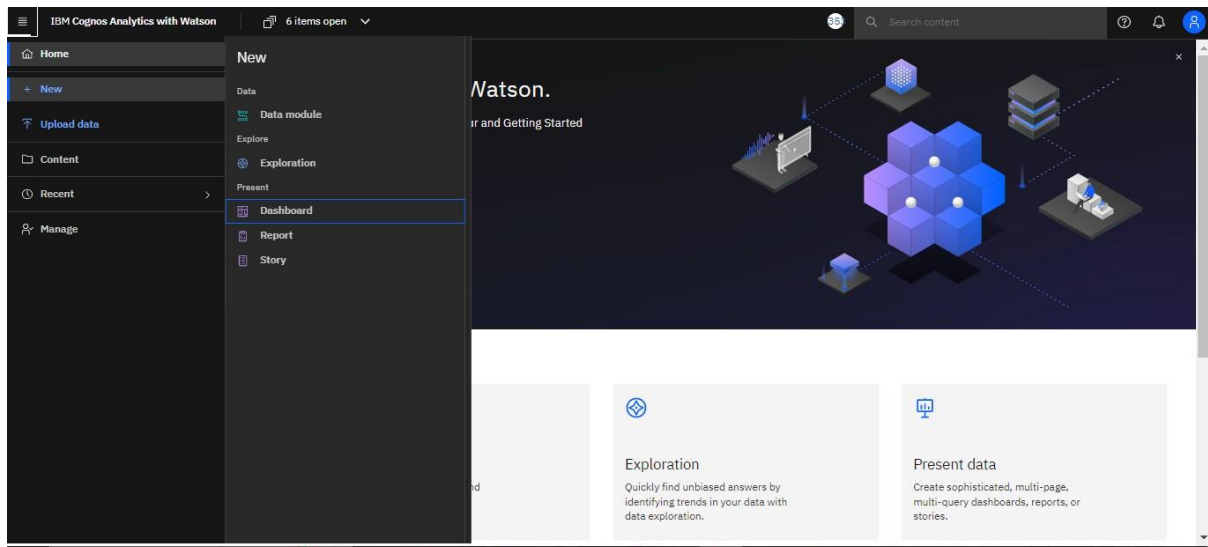 IBM Cognos Analytics with Watson
6 items open
Search content
Home
New
Upload data
Content
Recent
Manage
New
Data
Data module
Explore
Exploration
Present
Dashboard
Report
Story
Watson.
ur and Getting Started
nd
Exploration
Quickly find unbiased answers by
identifying trends in your data with
data exploration.
Present data
Create sophisticated, multi-page,
multi-query dashboards, reports, or
stories.